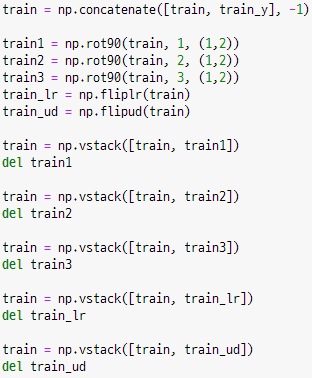 train = np.concatenate([train, train_y], -1)
train1 = np.rot90(train, 1, (1,2))
train2 = np.rot90(train, 2, (1,2))
train3 = np.rot90(train, 3, (1,2))
train_lr = np.fliplr(train)
train_ud = np.flipud(train)
train = np.vstack([train, train1])
del train1
train = np.vstack([train, train2])
del train2
train = np.vstack([train, train3])
del train3
train = np.vstack([train, train_lr])
del train_lr
train = np.vstack([train, train_ud])
del train_ud